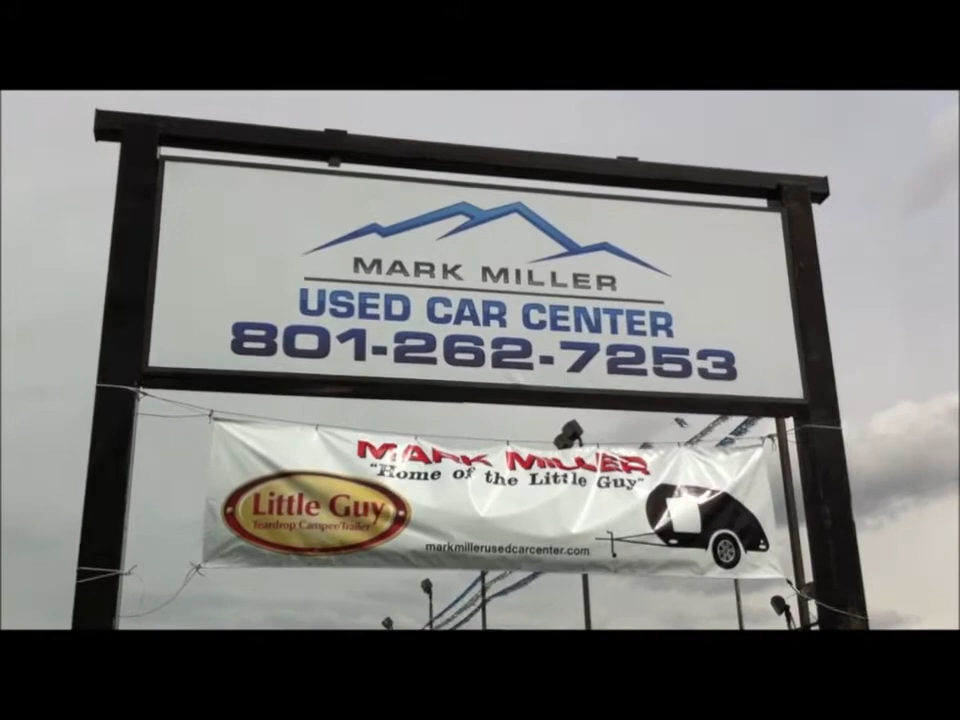 MARK MILLER
USED CAR CENTER
801-262-7253
MARK MILLER
"Home of the Little Guy"
Little Guy
Teardrop Camper/Trailer
markmillerusedcarcenter.com